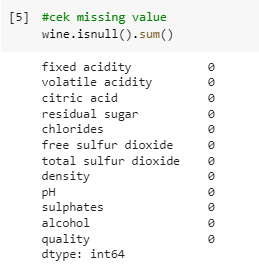 [5] #cek missing value
wine.isnull().sum()
fixed acidity 0
volatile acidity 0
citric acid 0
residual sugar 0
chlorides 0
free sulfur dioxide 0
total sulfur dioxide 0
density 0
pH 0
sulphates 0
alcohol 0
quality 0
dtype: int64